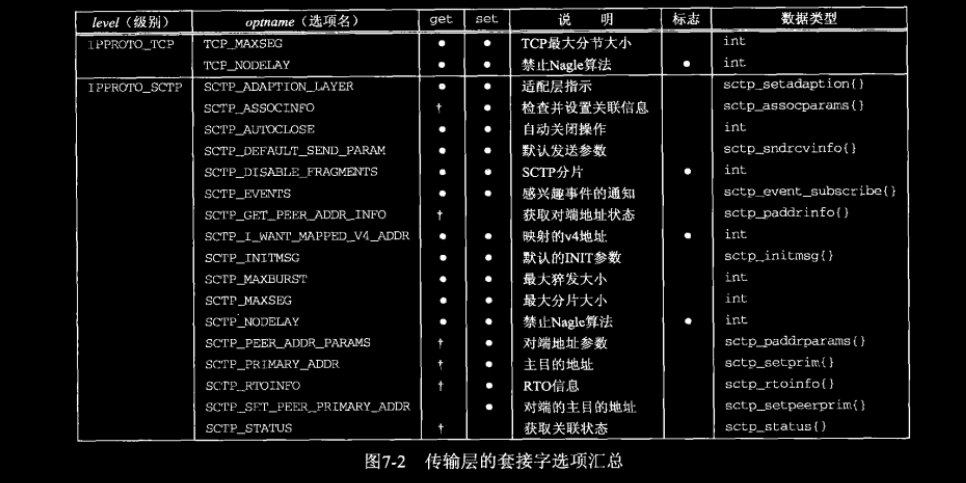 level（级别） optname（选项名） get set 说 明 标志 数据类型
IPPROTO_TCP TCP_MAXSEG ● ● TCP最大分节大小 int
TCP_NODELAY ● ● 禁止Nagle算法 ● int
IPPROTO_SCTP SCTP_ADAPTION_LAYER ● ● 适配层指示 sctp_setadaption{}
SCTP_ASSOCINFO † ● 检查并设置关联信息 sctp_assocparams{}
SCTP_AUTOCLOSE ● ● 自动关闭操作 int
SCTP_DEFAULT_SEND_PARAM ● ● 默认发送参数 sctp_sndrcvinfo{}
SCTP_DISABLE_FRAGMENTS ● ● SCTP分片 ● int
SCTP_EVENTS ● ● 感兴趣事件的通知 sctp_event_subscribe{}
SCTP_GET_PEER_ADDR_INFO † 获取对端地址状态 sctp_paddrinfo{}
SCTP_I_WANT_MAPPED_V4_ADDR ● ● 映射的v4地址 ● int
SCTP_INITMSG ● ● 默认的INIT参数 sctp_initmsg{}
SCTP_MAXBURST ● ● 最大猝发大小 int
SCTP_MAXSEG ● ● 最大分片大小 int
SCTP_NODELAY ● ● 禁止Nagle算法 ● int
SCTP_PEER_ADDR_PARAMS † ● 对端地址参数 sctp_paddrparams{}
SCTP_PRIMARY_ADDR † ● 主目的地址 sctp_setprim{}
SCTP_RTOINFO † ● RTO信息 sctp_rtoinfo{}
SCTP_SET_PEER_PRIMARY_ADDR ● 对端的主目的地址 sctp_setpeerprim{}
SCTP_STATUS † 获取关联状态 sctp_status{}
图7-2 传输层的套接字选项汇总